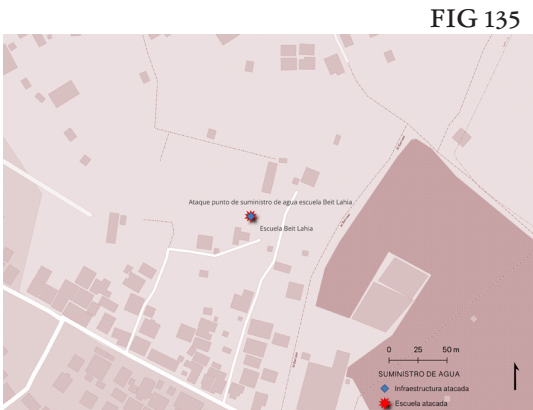 FIG 135
Ataque punto de suministro de agua escuela Beit Lahia
Escuela Beit Lahia
0 25 50 m
SUMINISTRO DE AGUA
Infraestructura atacada
Escuela atacada